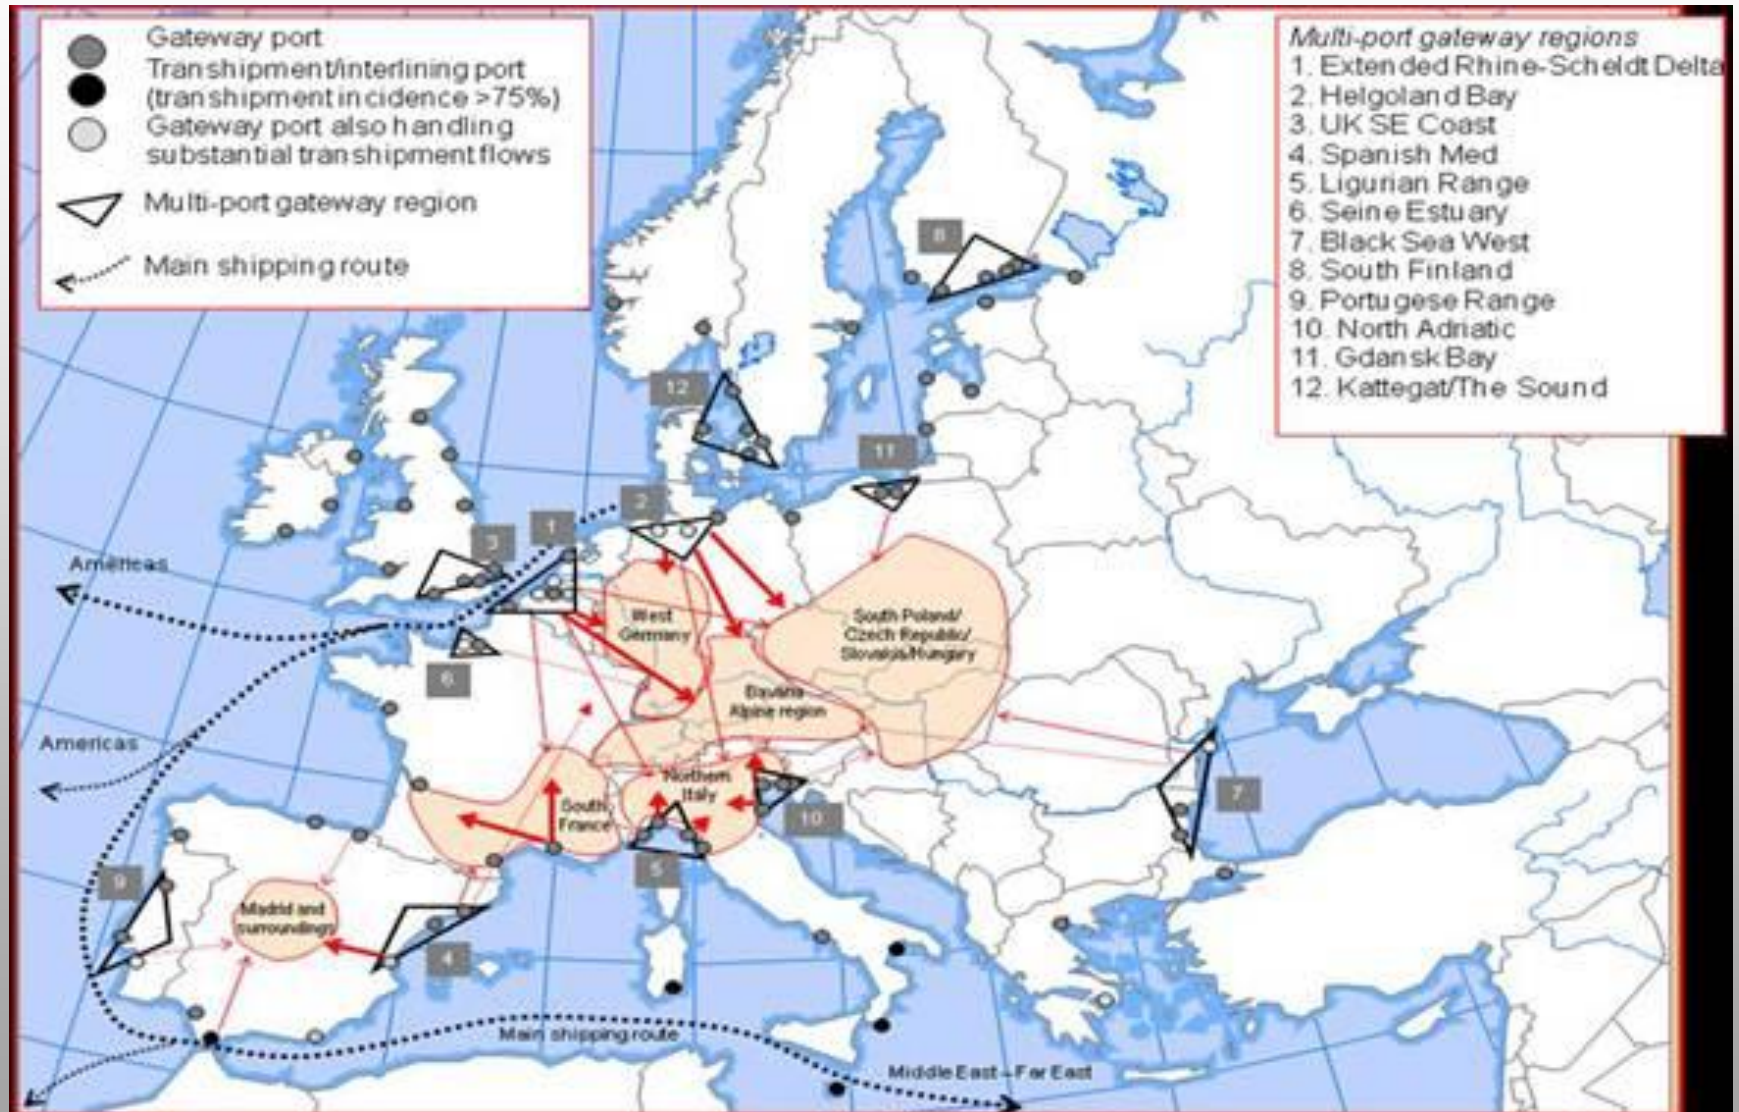 Gateway port
Transhipment/interlining port
(transhipment incidence >75%)
Gateway port also handling
substantial transhipment flows
Multi-port gateway region
Main shipping route
Multi-port gateway regions
1. Extended Rhine-Scheldt Delta
2. Helgoland Bay
3. UK SE Coast
4. Spanish Med
5. Ligurian Range
6. Seine Estuary
7. Black Sea West
8. South Finland
9. Portugese Range
10. North Adriatic
11. Gdansk Bay
12. Kattegat/The Sound
8
12
11
2
1
3
Americas
West
Germany
South Poland/
Czech Republic/
Slovakia/Hungary
6
Bavaria
Alpine region
Americas
Northern
Italy
South
France
7
10
5
9
Madrid and
surroundings
4
Main shipping route
Middle East – Far East